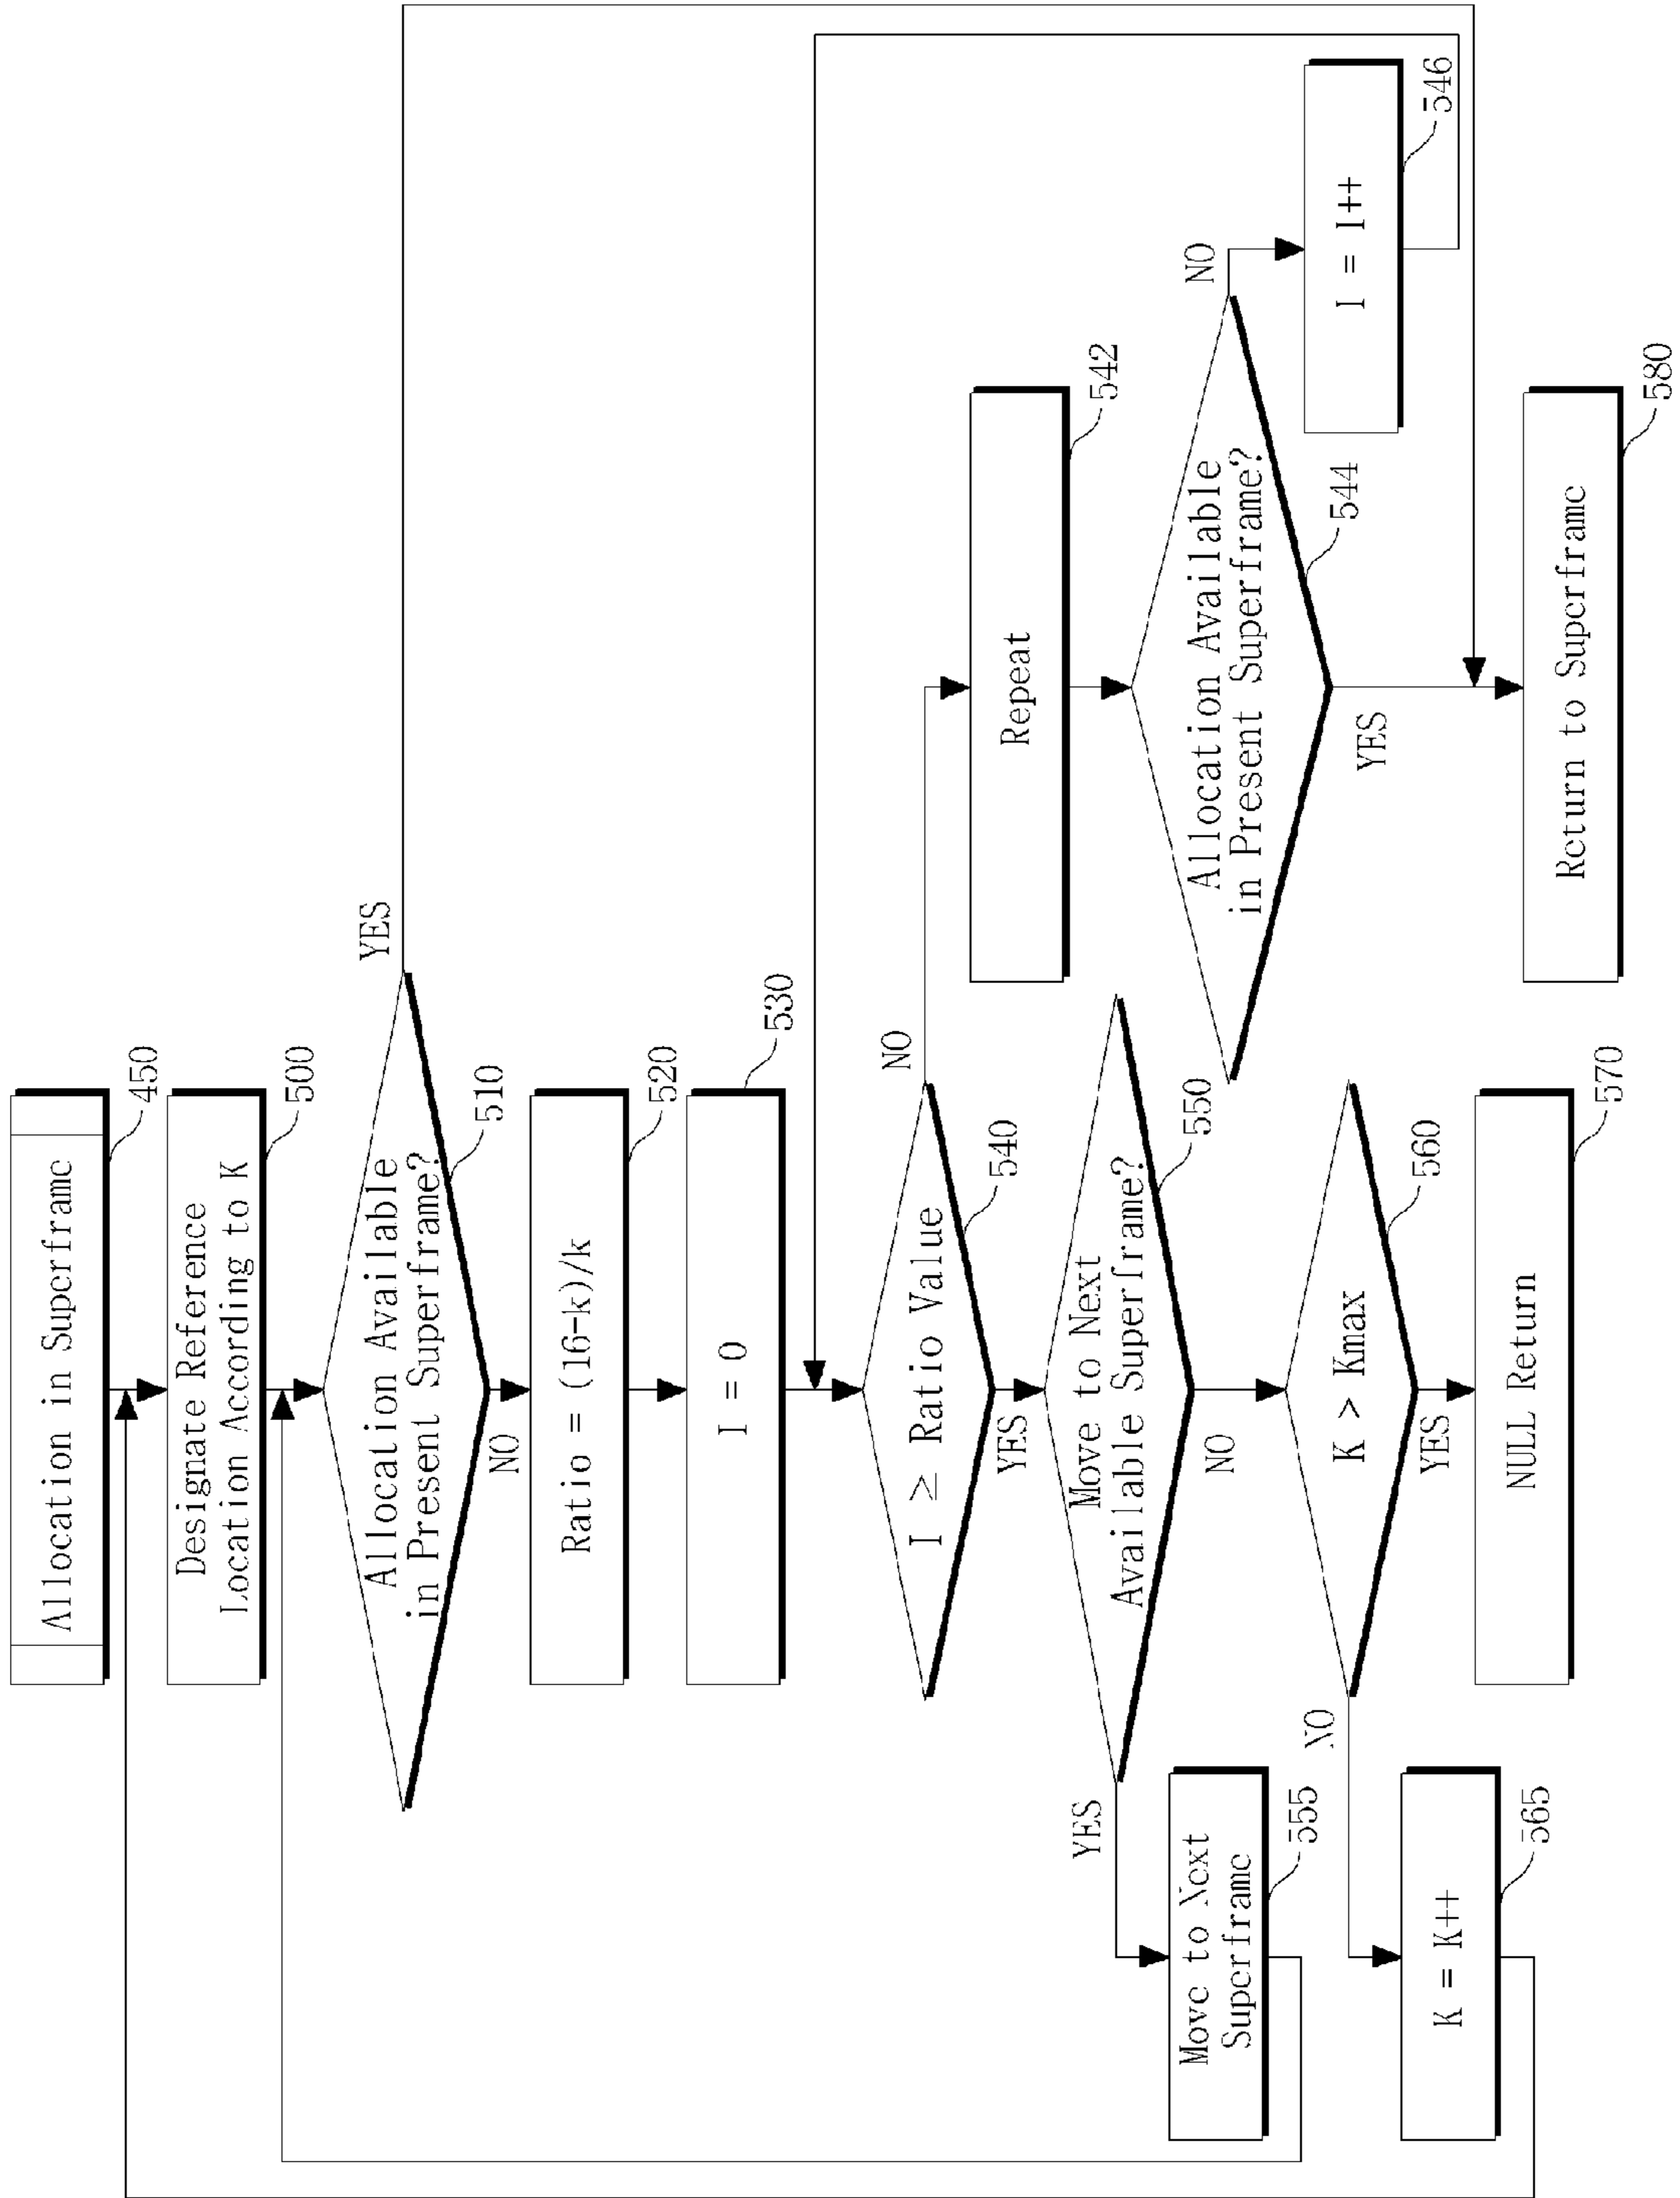 Allocation in Superframe
450
Designate Reference
Location According to K
500
Allocation Available
in Present Superframe?
510
YES
NO
Ratio = (16-k)/k
520
I = 0
530
I ≥ Ratio Value
540
NO
YES
Repeat
542
Allocation Available
in Present Superframe?
544
NO
YES
I = I++
546
Move to Next
Available Superframe?
550
YES
NO
Move to Next
Superframe
555
K > Kmax
560
NO
YES
K = K++
565
NULL Return
570
Return to Superframe
580